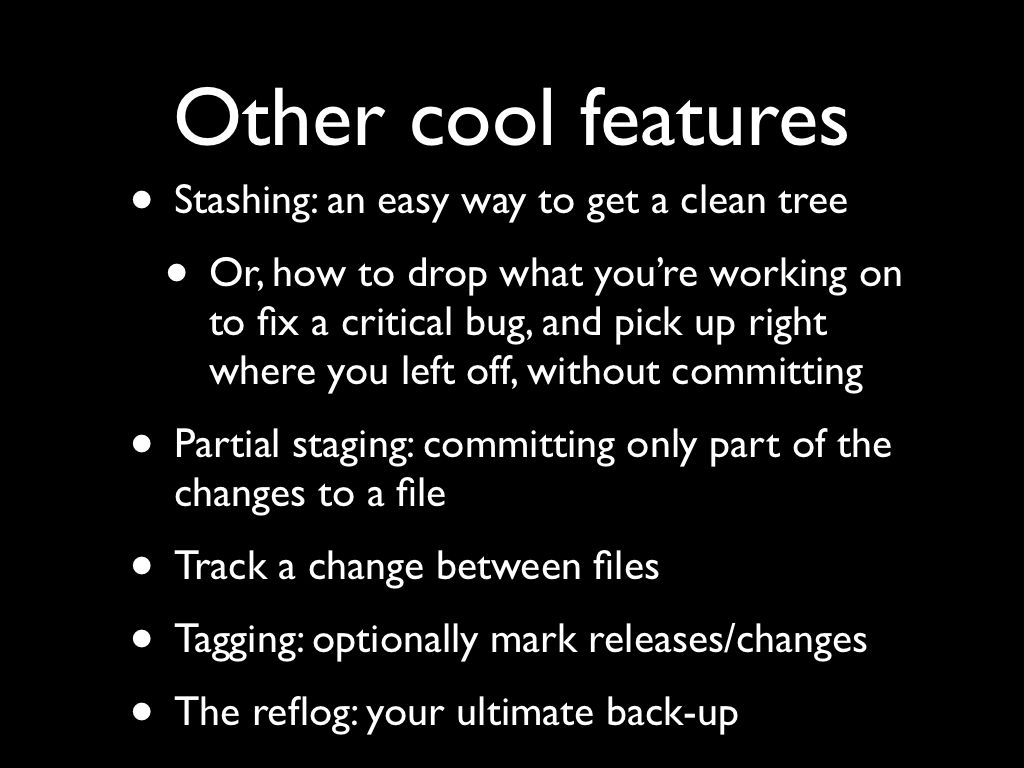 Other cool features
• Stashing: an easy way to get a clean tree
• Or, how to drop what you’re working on
to fix a critical bug, and pick up right
where you left off, without committing
• Partial staging: committing only part of the
changes to a file
• Track a change between files
• Tagging: optionally mark releases/changes
• The reflog: your ultimate back-up